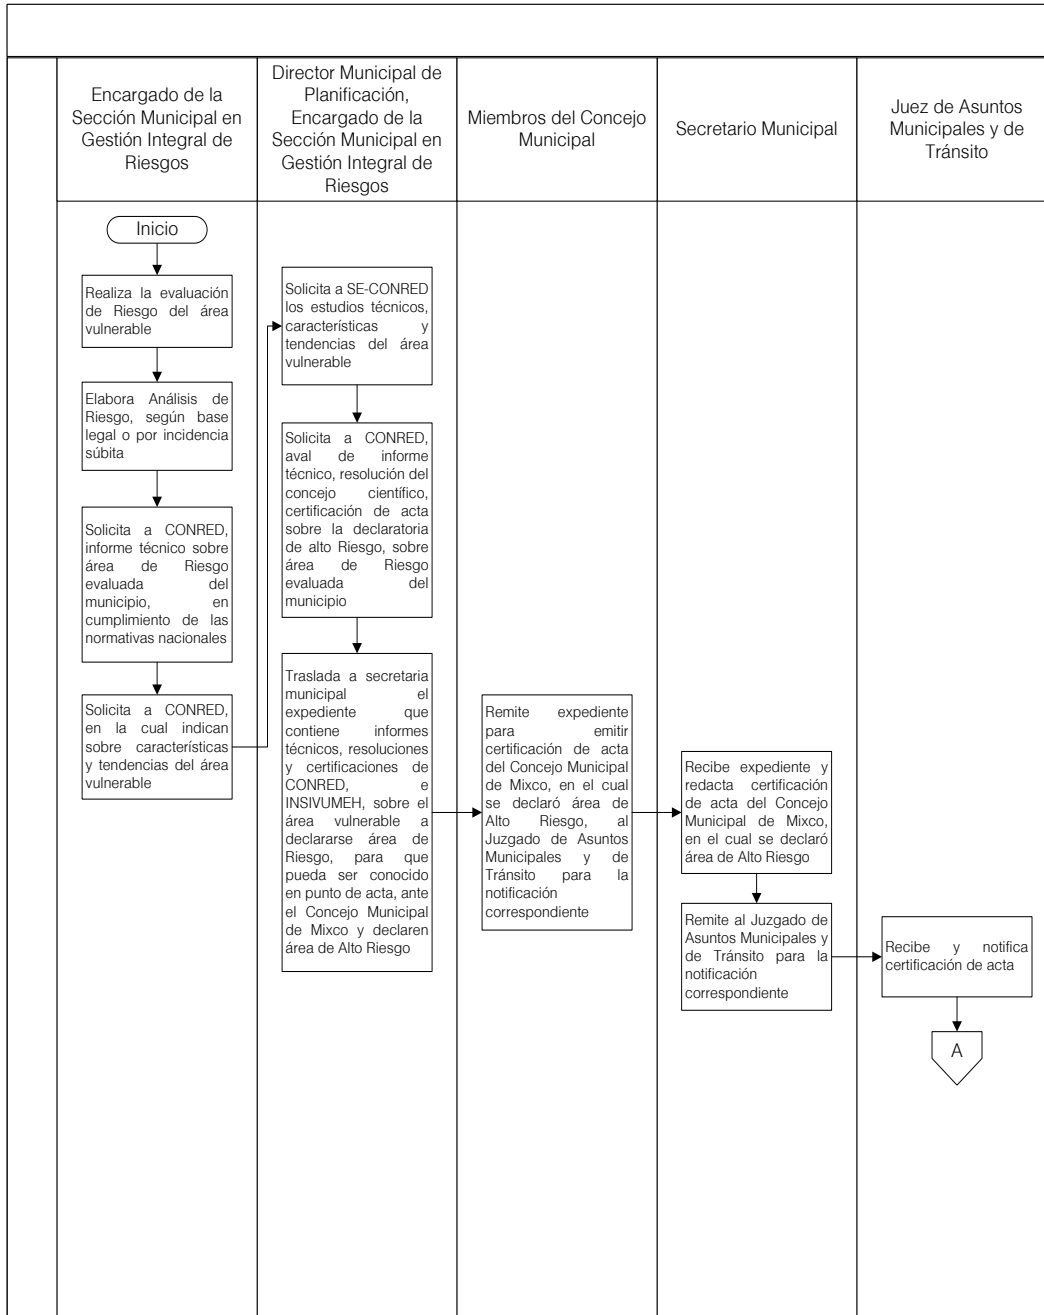 Encargado de la
Sección Municipal en
Gestión Integral de
Riesgos
Director Municipal de
Planificación,
Encargado de la
Sección Municipal en
Gestión Integral de
Riesgos
Miembros del Concejo
Municipal
Secretario Municipal
Juez de Asuntos
Municipales y de
Tránsito
Inicio
Realiza la evaluación
de Riesgo del área
vulnerable
Elabora Análisis de
Riesgo, según base
legal o por incidencia
súbita
Solicita a CONRED,
informe técnico sobre
área de Riesgo
evaluada del
municipio, en
cumplimiento de las
normativas nacionales
Solicita a CONRED,
en la cual indican
sobre características
y tendencias del área
vulnerable
Solicita a SE-CONRED
los estudios técnicos,
características y
tendencias del área
vulnerable
Solicita a CONRED,
aval de informe
técnico, resolución del
concejo científico,
certificación de acta
sobre la declaratoria
de alto Riesgo, sobre
área de Riesgo
evaluada del
municipio
Traslada a secretaria
municipal el
expediente que
contiene informes
técnicos, resoluciones
y certificaciones de
CONRED, e
INSIVUMEH, sobre el
área vulnerable a
declararse área de
Riesgo, para que
pueda ser conocido
en punto de acta, ante
el Concejo Municipal
de Mixco y declaren
área de Alto Riesgo
Remite expediente
para emitir
certificación de acta
del Concejo Municipal
de Mixco, en el cual
se declaró área de
Alto Riesgo, al
Juzgado de Asuntos
Municipales y de
Tránsito para la
notificación
correspondiente
Recibe expediente y
redacta certificación
de acta del Concejo
Municipal de Mixco,
en el cual se declaró
área de Alto Riesgo
Remite al Juzgado de
Asuntos Municipales y
de Tránsito para la
notificación
correspondiente
Recibe y notifica
certificación de acta
A